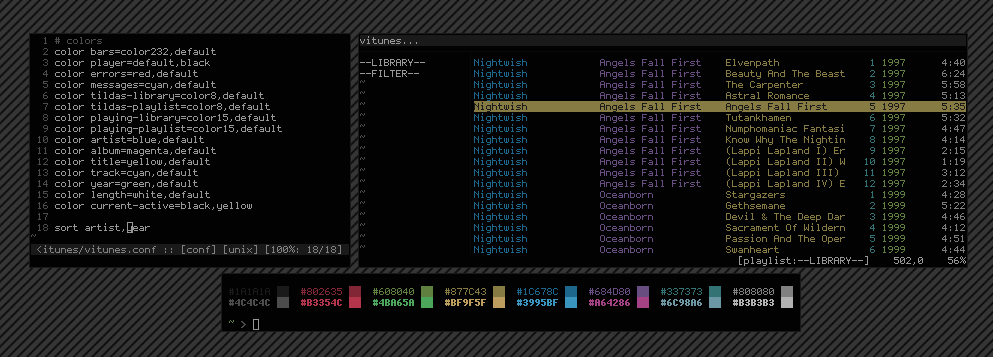 1 # colors
2 color bars=color232,default
3 color player=default,black
4 color errors=red,default
5 color messages=cyan,default
6 color tildas-library=color8,default
7 color tildas-playlist=color8,default
8 color playing-library=color15,default
9 color playing-playlist=color15,default
10 color artist=blue,default
11 color album=magenta,default
12 color title=yellow,default
13 color track=cyan,default
14 color year=green,default
15 color length=white,default
16 color current-active=black,yellow
17
18 sort artist,year
~
<itunes/vitunes.conf :: [conf] [unix] [100%: 18/18]
vitunes...
--LIBRARY-- Nightwish Angels Fall First Elvenpath 1 1997 4:40
--FILTER-- Nightwish Angels Fall First Beauty And The Beast 2 1997 6:24
~ Nightwish Angels Fall First The Carpenter 3 1997 5:58
~ Nightwish Angels Fall First Astral Romance 4 1997 5:13
~ Nightwish Angels Fall First Angels Fall First 5 1997 5:35
~ Nightwish Angels Fall First Tutankhamen 6 1997 5:32
~ Nightwish Angels Fall First Numphomaniac Fantasi 7 1997 4:47
~ Nightwish Angels Fall First Know Why The Nightin 8 1997 4:14
~ Nightwish Angels Fall First (Lappi Lapland I) Er 9 1997 2:15
~ Nightwish Angels Fall First (Lappi Lapland II) W 10 1997 1:19
~ Nightwish Angels Fall First (Lappi Lapland III) 11 1997 3:12
~ Nightwish Angels Fall First (Lappi Lapland IV) E 12 1997 2:34
~ Nightwish Oceanborn Stargazers 1 1999 4:28
~ Nightwish Oceanborn Gethsemane 2 1999 5:22
~ Nightwish Oceanborn Devil & The Deep Dar 3 1999 4:46
~ Nightwish Oceanborn Sacrament Of Wildern 4 1999 4:12
~ Nightwish Oceanborn Passion And The Oper 5 1999 4:51
~ Nightwish Oceanborn Swanheart 6 1999 4:44
[playlist:--LIBRARY--] 502,0 56%
#1A1A1A #802635 #608040 #877C43 #1C678C #684D80 #337373 #808080
#4C4C4C #B3354C #4BA65A #BF9F5F #3995BF #A64286 #6C98A6 #B3B3B3
~ >